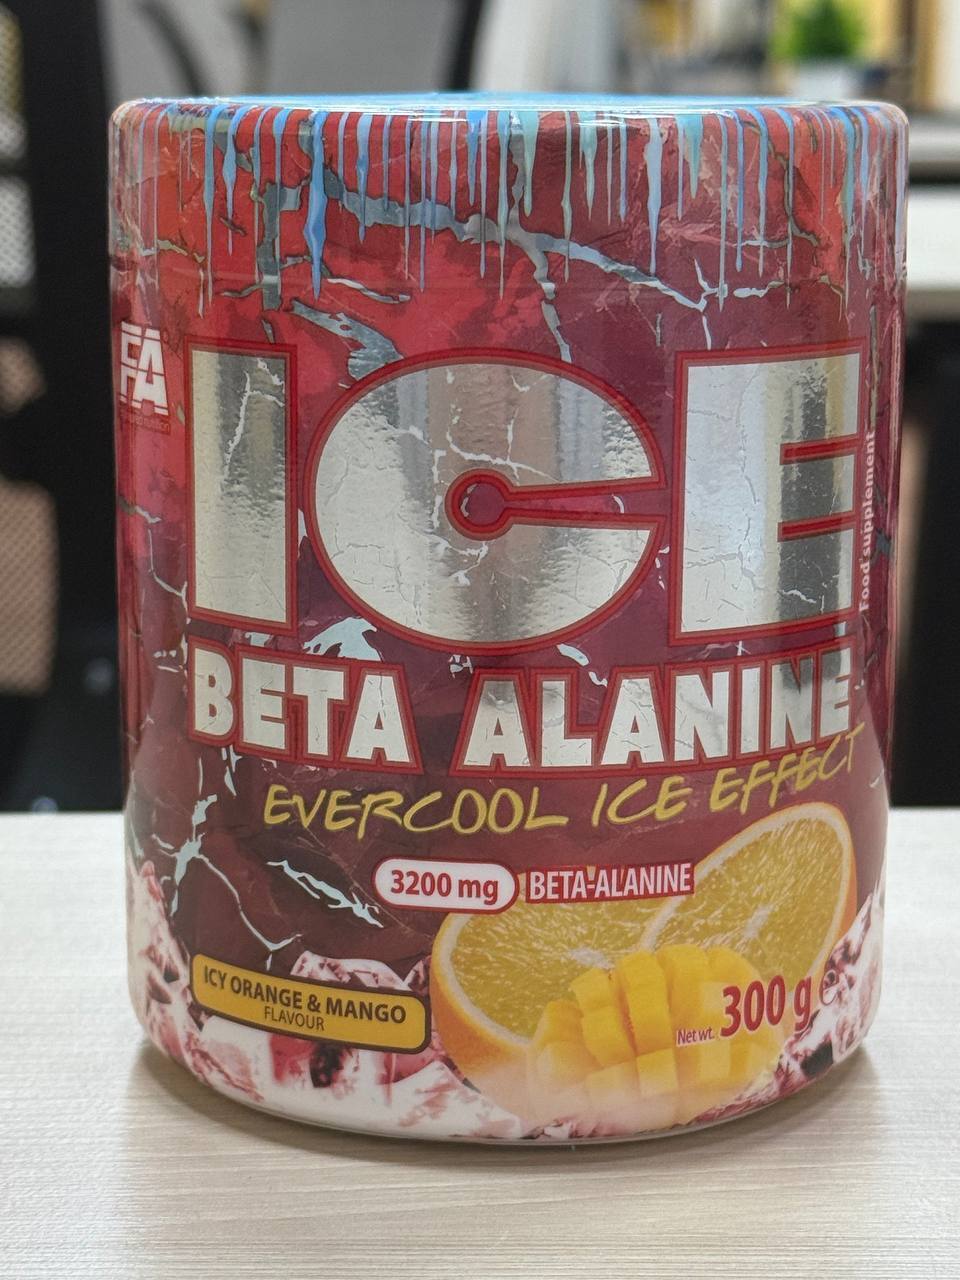 FA
ICE
Food supplement
BETA ALANINE
EVERCOOL ICE EFFECT
3200 mg BETA-ALANINE
ICY ORANGE & MANGO
FLAVOUR
Net wt. 300 g e